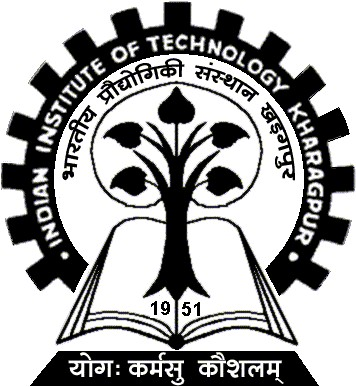 INDIAN INSTITUTE OF TECHNOLOGY KHARAGPUR
भारतीय प्रौद्योगिकी संस्थान खड़गपुर
19 51
योगः कर्मसु कौशलम्